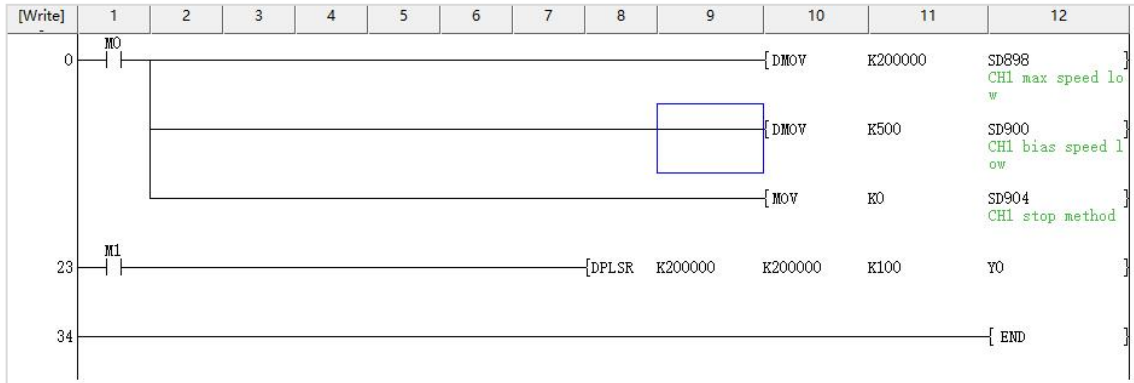 [Write] 1 2 3 4 5 6 7 8 9 10 11 12
M0
0 DMOV K200000 SD898
CH1 max speed lo
w
DMOV K500 SD900
CH1 bias speed l
ow
MOV K0 SD904
CH1 stop method
M1
23 DPLSR K200000 K200000 K100 Y0
34 END